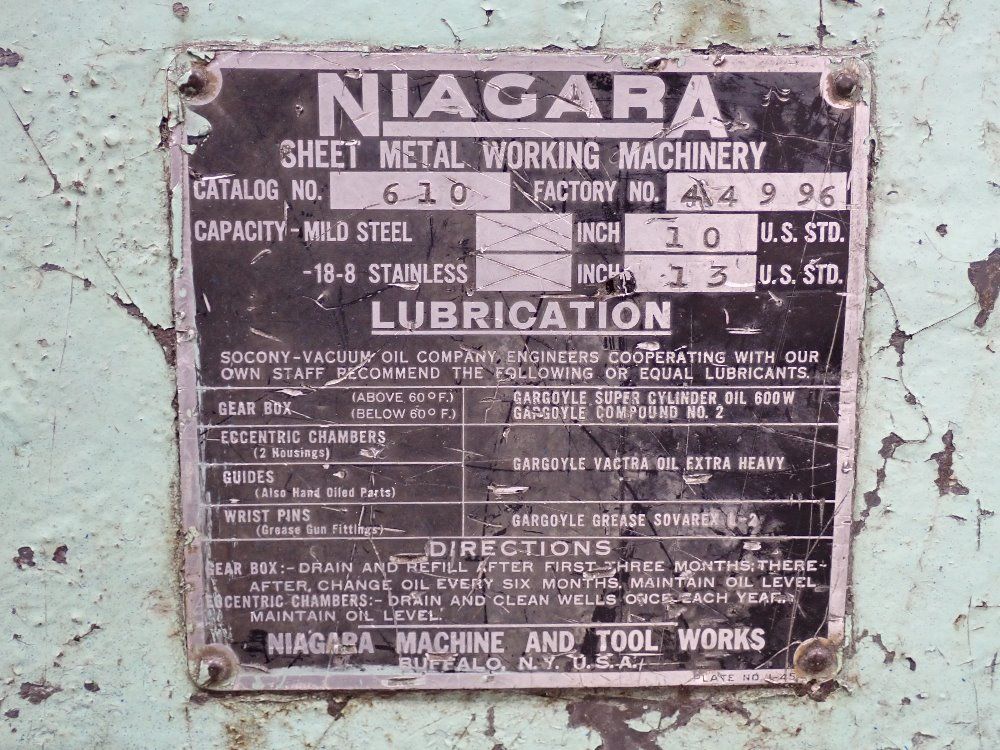 NIAGARA
SHEET METAL WORKING MACHINERY
CATALOG NO. 610 FACTORY NO. 44996
CAPACITY - MILD STEEL INCH 10 U.S. STD.
-18-8 STAINLESS INCH 13 U.S. STD.
LUBRICATION
SOCONY-VACUUM OIL COMPANY ENGINEERS COOPERATING WITH OUR
OWN STAFF RECOMMEND THE FOLLOWING OR EQUAL LUBRICANTS.
GEAR BOX (ABOVE 60°F.) GARGOYLE SUPER CYLINDER OIL 600W
(BELOW 60°F.) GARGOYLE COMPOUND NO. 2
ECCENTRIC CHAMBERS
(2 Housings)
GARGOYLE VACTRA OIL EXTRA HEAVY
GUIDES
(Also Hand Oiled Parts)
WRIST PINS
(Grease Gun Fittings)
GARGOYLE GREASE SOVAREX L-2
DIRECTIONS
GEAR BOX:- DRAIN AND REFILL AFTER FIRST THREE MONTHS; THERE-
AFTER, CHANGE OIL EVERY SIX MONTHS, MAINTAIN OIL LEVEL
ECCENTRIC CHAMBERS:- DRAIN AND CLEAN WELLS ONCE EACH YEAR.
MAINTAIN OIL LEVEL.
NIAGARA MACHINE AND TOOL WORKS
BUFFALO, N.Y. U.S.A.
PLATE NO. L-45